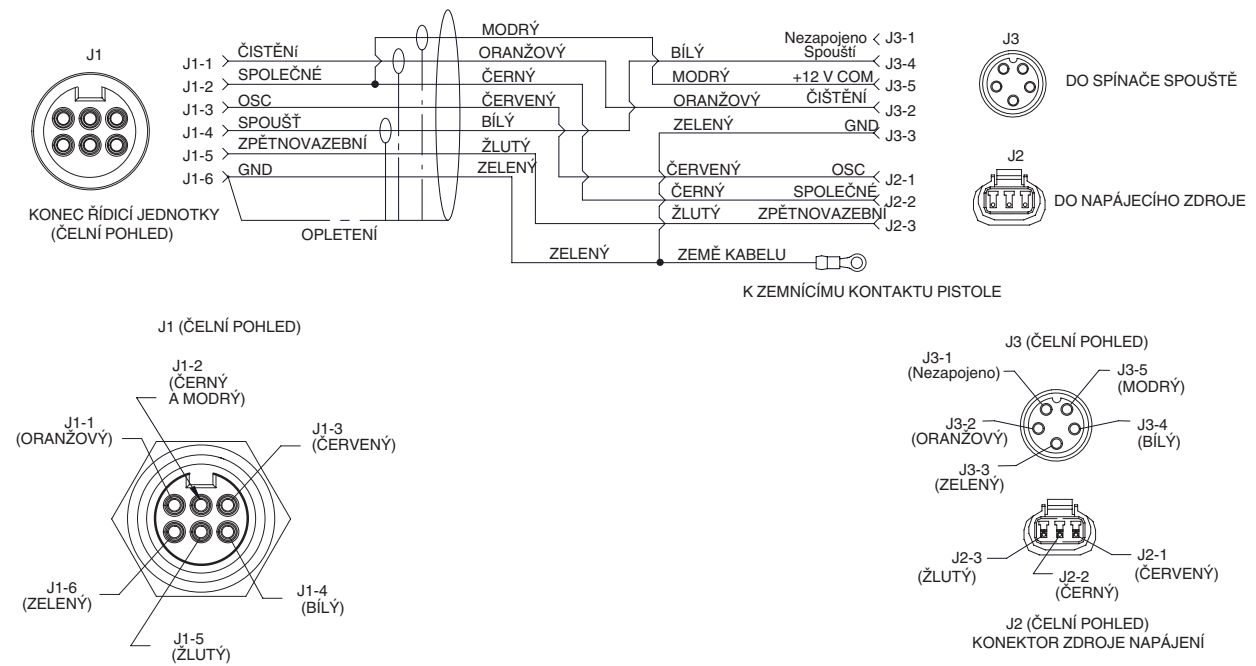 J1
J1-1
ČISTĚNí
J1-2
SPOLEČNÉ
J1-3
OSC
J1-4
SPOUŠŤ
J1-5
ZPĚTNOVAZEBNÍ
J1-6
GND
KONEC ŘÍDICÍ JEDNOTKY
(ČELNÍ POHLED)
OPLETENÍ
MODRÝ
ORANŽOVÝ
ČERNÝ
ČERVENÝ
BÍLÝ
ŽLUTÝ
ZELENÝ
Nezapojeno
J3-1
BÍLÝ
Spouští
J3-4
MODRÝ
+12 V COM
J3-5
ORANŽOVÝ
ČIŠTĚNÍ
J3-2
ZELENÝ
GND
J3-3
ČERVENÝ
OSC
J2-1
ČERNÝ
SPOLEČNÉ
J2-2
ŽLUTÝ
ZPĚTNOVAZEBNÍ
J2-3
ZELENÝ
ZEMĚ KABELU
K ZEMNÍCÍMU KONTAKTU PISTOLE
J3
DO SPÍNAČE SPOUŠTĚ
J2
DO NAPÁJECÍHO ZDROJE
J1 (ČELNÍ POHLED)
J1-2
(ČERNÝ
A MODRÝ)
J1-1
(ORANŽOVÝ)
J1-3
(ČERVENÝ)
J1-6
(ZELENÝ)
J1-4
(BÍLÝ)
J1-5
(ŽLUTÝ)
J3 (ČELNÍ POHLED)
J3-1
(Nezapojeno)
J3-5
(MODRÝ)
J3-2
(ORANŽOVÝ)
J3-4
(BÍLÝ)
J3-3
(ZELENÝ)
J2-3
(ŽLUTÝ)
J2-1
(ČERVENÝ)
J2-2
(ČERNÝ)
J2 (ČELNÍ POHLED)
KONEKTOR ZDROJE NAPÁJENÍ